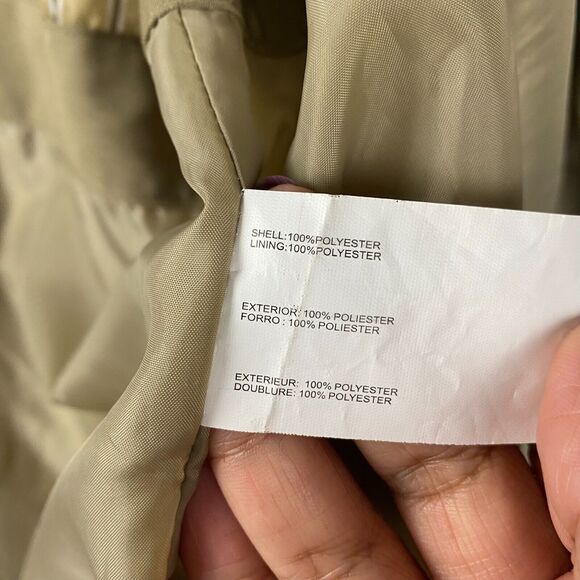 SHELL:100%POLYESTER
LINING:100%POLYESTER
EXTERIOR: 100% POLIESTER
FORRO : 100% POLIESTER
EXTERIEUR: 100% POLYESTER
DOUBLURE: 100% POLYESTER